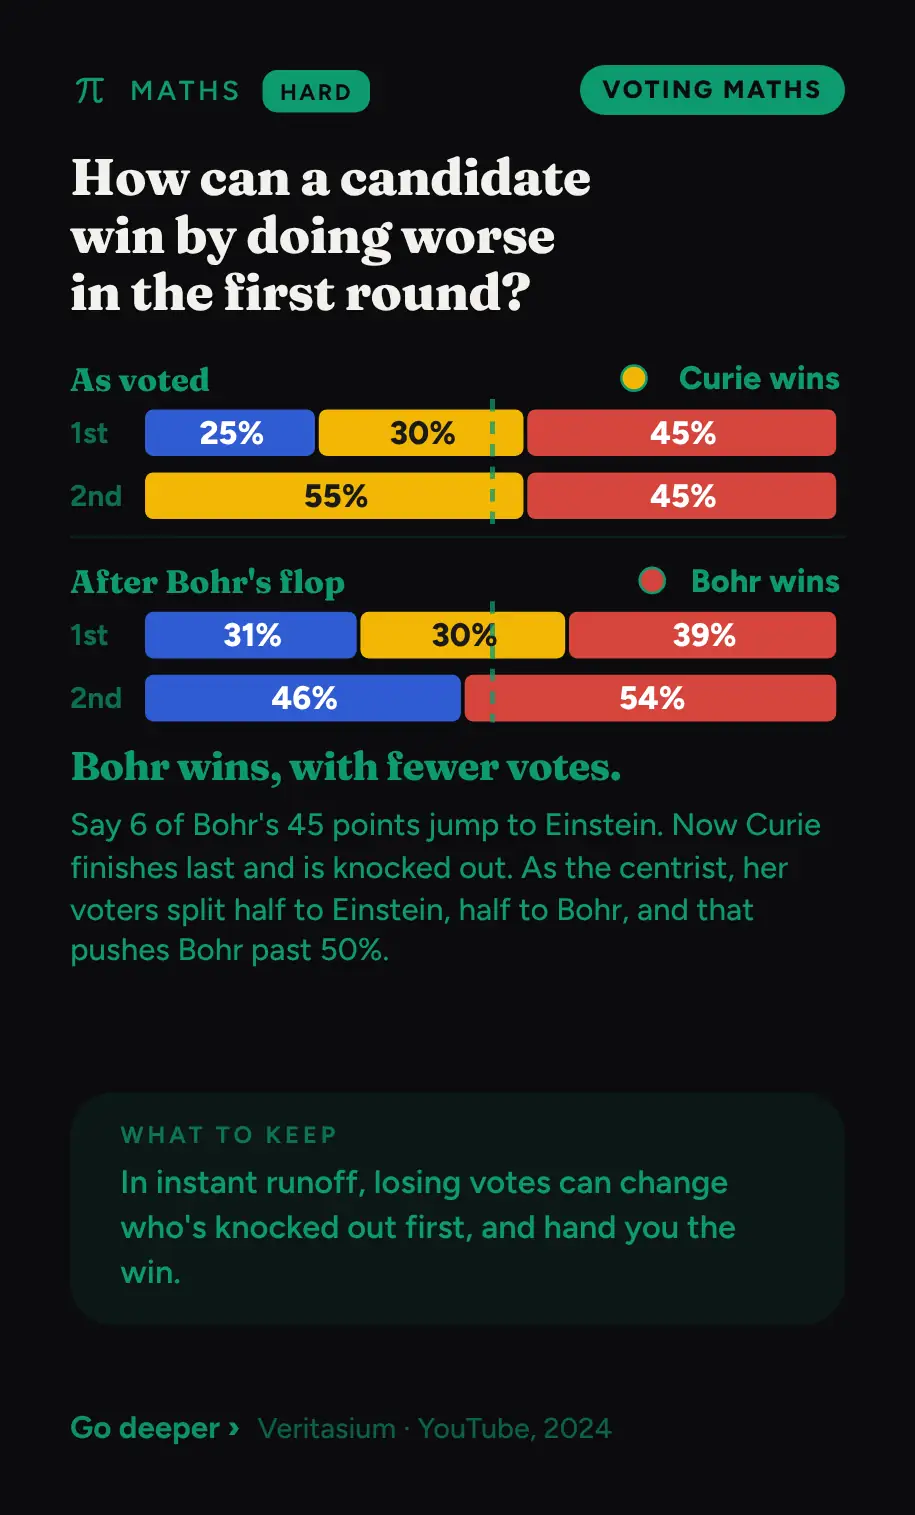 π MATHS HARD VOTING MATHS
How can a candidate
win by doing worse
in the first round?
As voted Curie wins
1st 25% 30% 45%
2nd 55% 45%
After Bohr's flop Bohr wins
1st 31% 30% 39%
2nd 46% 54%
Bohr wins, with fewer votes.
Say 6 of Bohr's 45 points jump to Einstein. Now Curie
finishes last and is knocked out. As the centrist, her
voters split half to Einstein, half to Bohr, and that
pushes Bohr past 50%.
WHAT TO KEEP
In instant runoff, losing votes can change
who's knocked out first, and hand you the
win.
Go deeper › Veritasium · YouTube, 2024